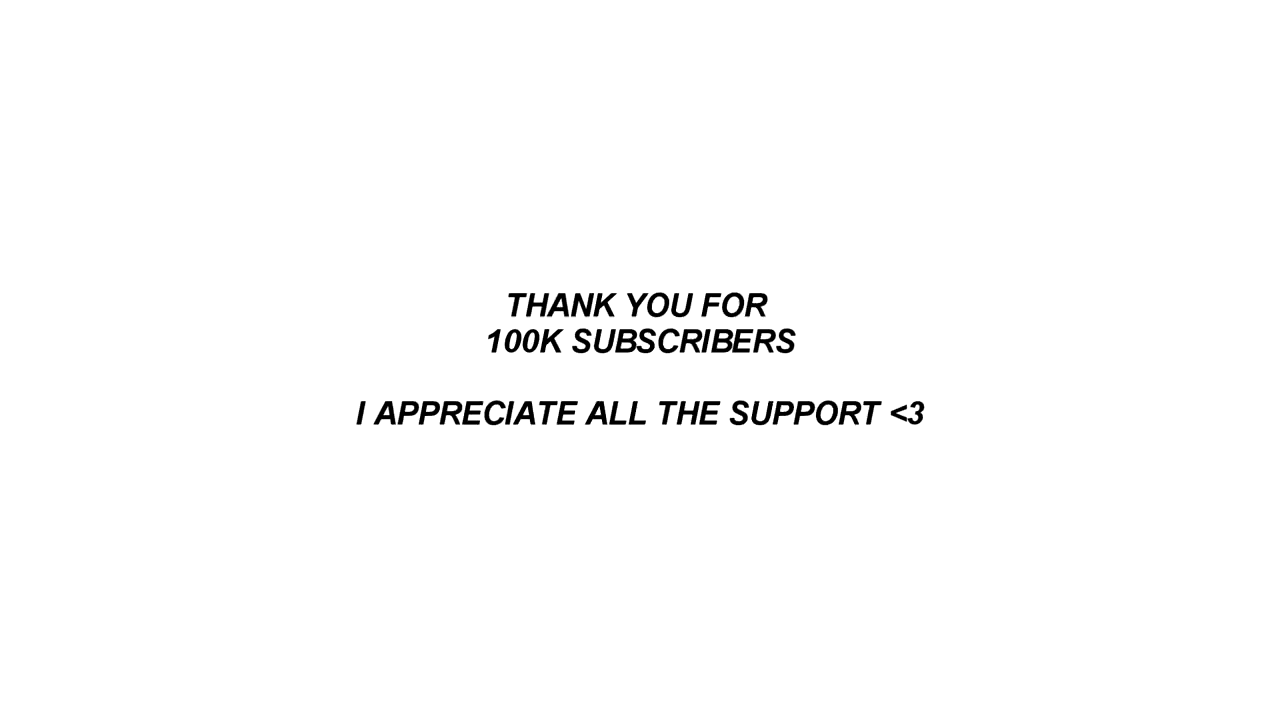 THANK YOU FOR
100K SUBSCRIBERS
I APPRECIATE ALL THE SUPPORT <3